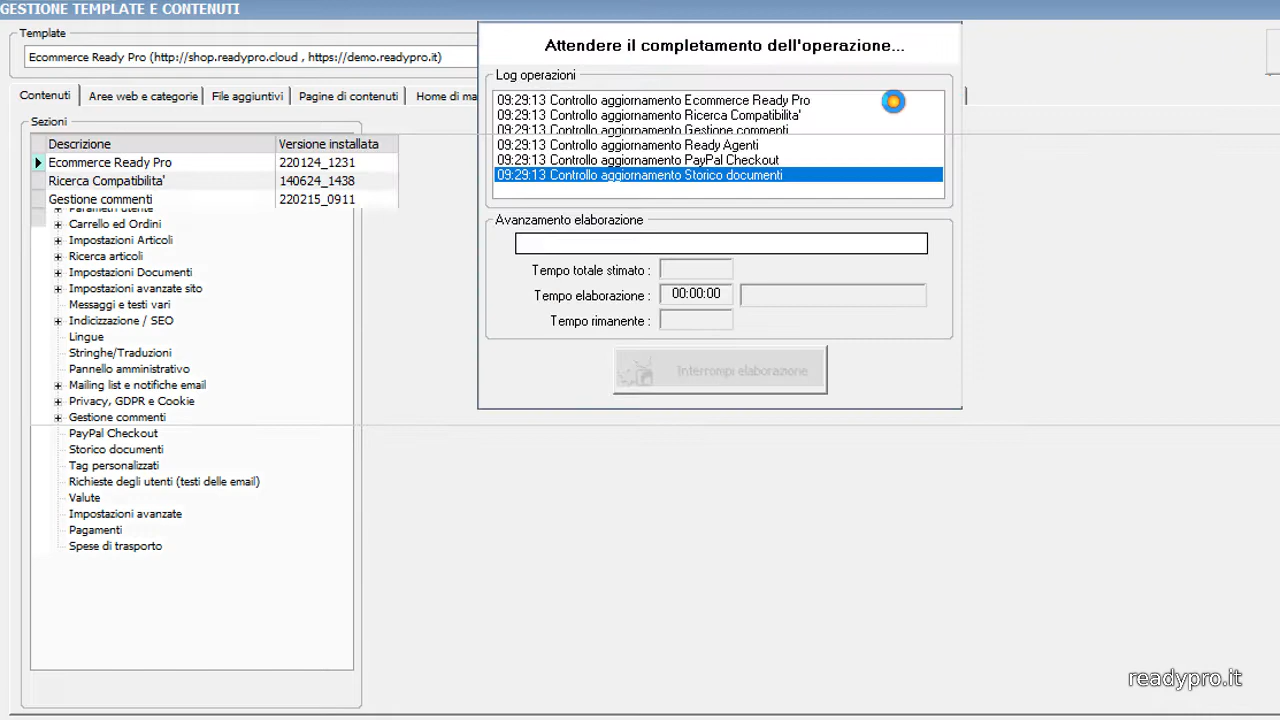 GESTIONE TEMPLATE E CONTENUTI
Template
Ecommerce Ready Pro (http://shop.readypro.cloud , https://demo.readypro.it)
Contenuti
Aree web e categorie
File aggiuntivi
Pagine di contenuti
Home di ma
Sezioni
Descrizione Versione installata
Ecommerce Ready Pro 220124_1231
Ricerca Compatibilita' 140624_1438
Gestione commenti 220215_0911
Parametri utente
Carrello ed Ordini
Impostazioni Articoli
Ricerca articoli
Impostazioni Documenti
Impostazioni avanzate sito
Messaggi e testi vari
Indicizzazione / SEO
Lingue
Stringhe/Traduzioni
Pannello amministrativo
Mailing list e notifiche email
Privacy, GDPR e Cookie
Gestione commenti
PayPal Checkout
Storico documenti
Tag personalizzati
Richieste degli utenti (testi delle email)
Valute
Impostazioni avanzate
Pagamenti
Spese di trasporto
Attendere il completamento dell'operazione...
Log operazioni
09:29:13 Controllo aggiornamento Ecommerce Ready Pro
09:29:13 Controllo aggiornamento Ricerca Compatibilita'
09:29:13 Controllo aggiornamento Gestione commenti
09:29:13 Controllo aggiornamento Ready Agenti
09:29:13 Controllo aggiornamento PayPal Checkout
09:29:13 Controllo aggiornamento Storico documenti
Avanzamento elaborazione
Tempo totale stimato :
Tempo elaborazione : 00:00:00
Tempo rimanente :
Interrompi elaborazione
readypro.it